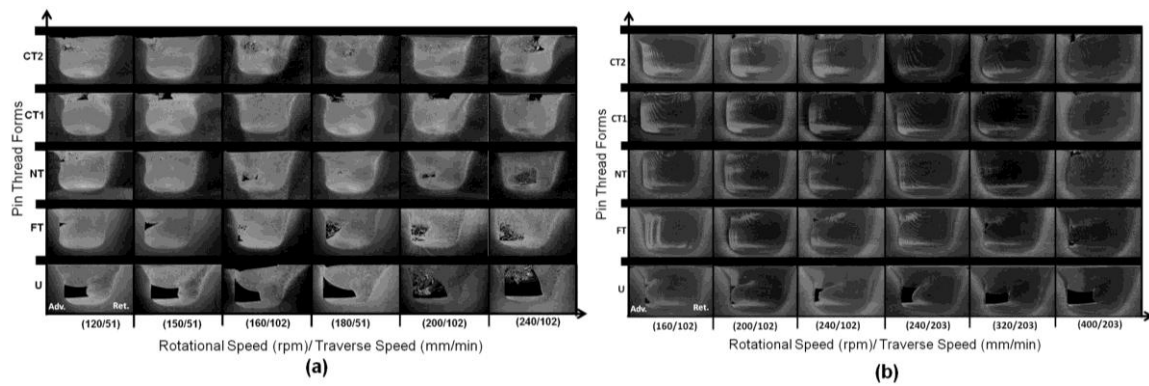 Pin Thread Forms
CT2
CT1
NT
FT
U
Adv.
Ret.
(120/51) (150/51) (160/102) (180/51) (200/102) (240/102)
Rotational Speed (rpm)/ Traverse Speed (mm/min)
(a)
Pin Thread Forms
CT2
CT1
NT
FT
U
Adv.
Ret.
(160/102) (200/102) (240/102) (240/203) (320/203) (400/203)
Rotational Speed (rpm)/ Traverse Speed (mm/min)
(b)